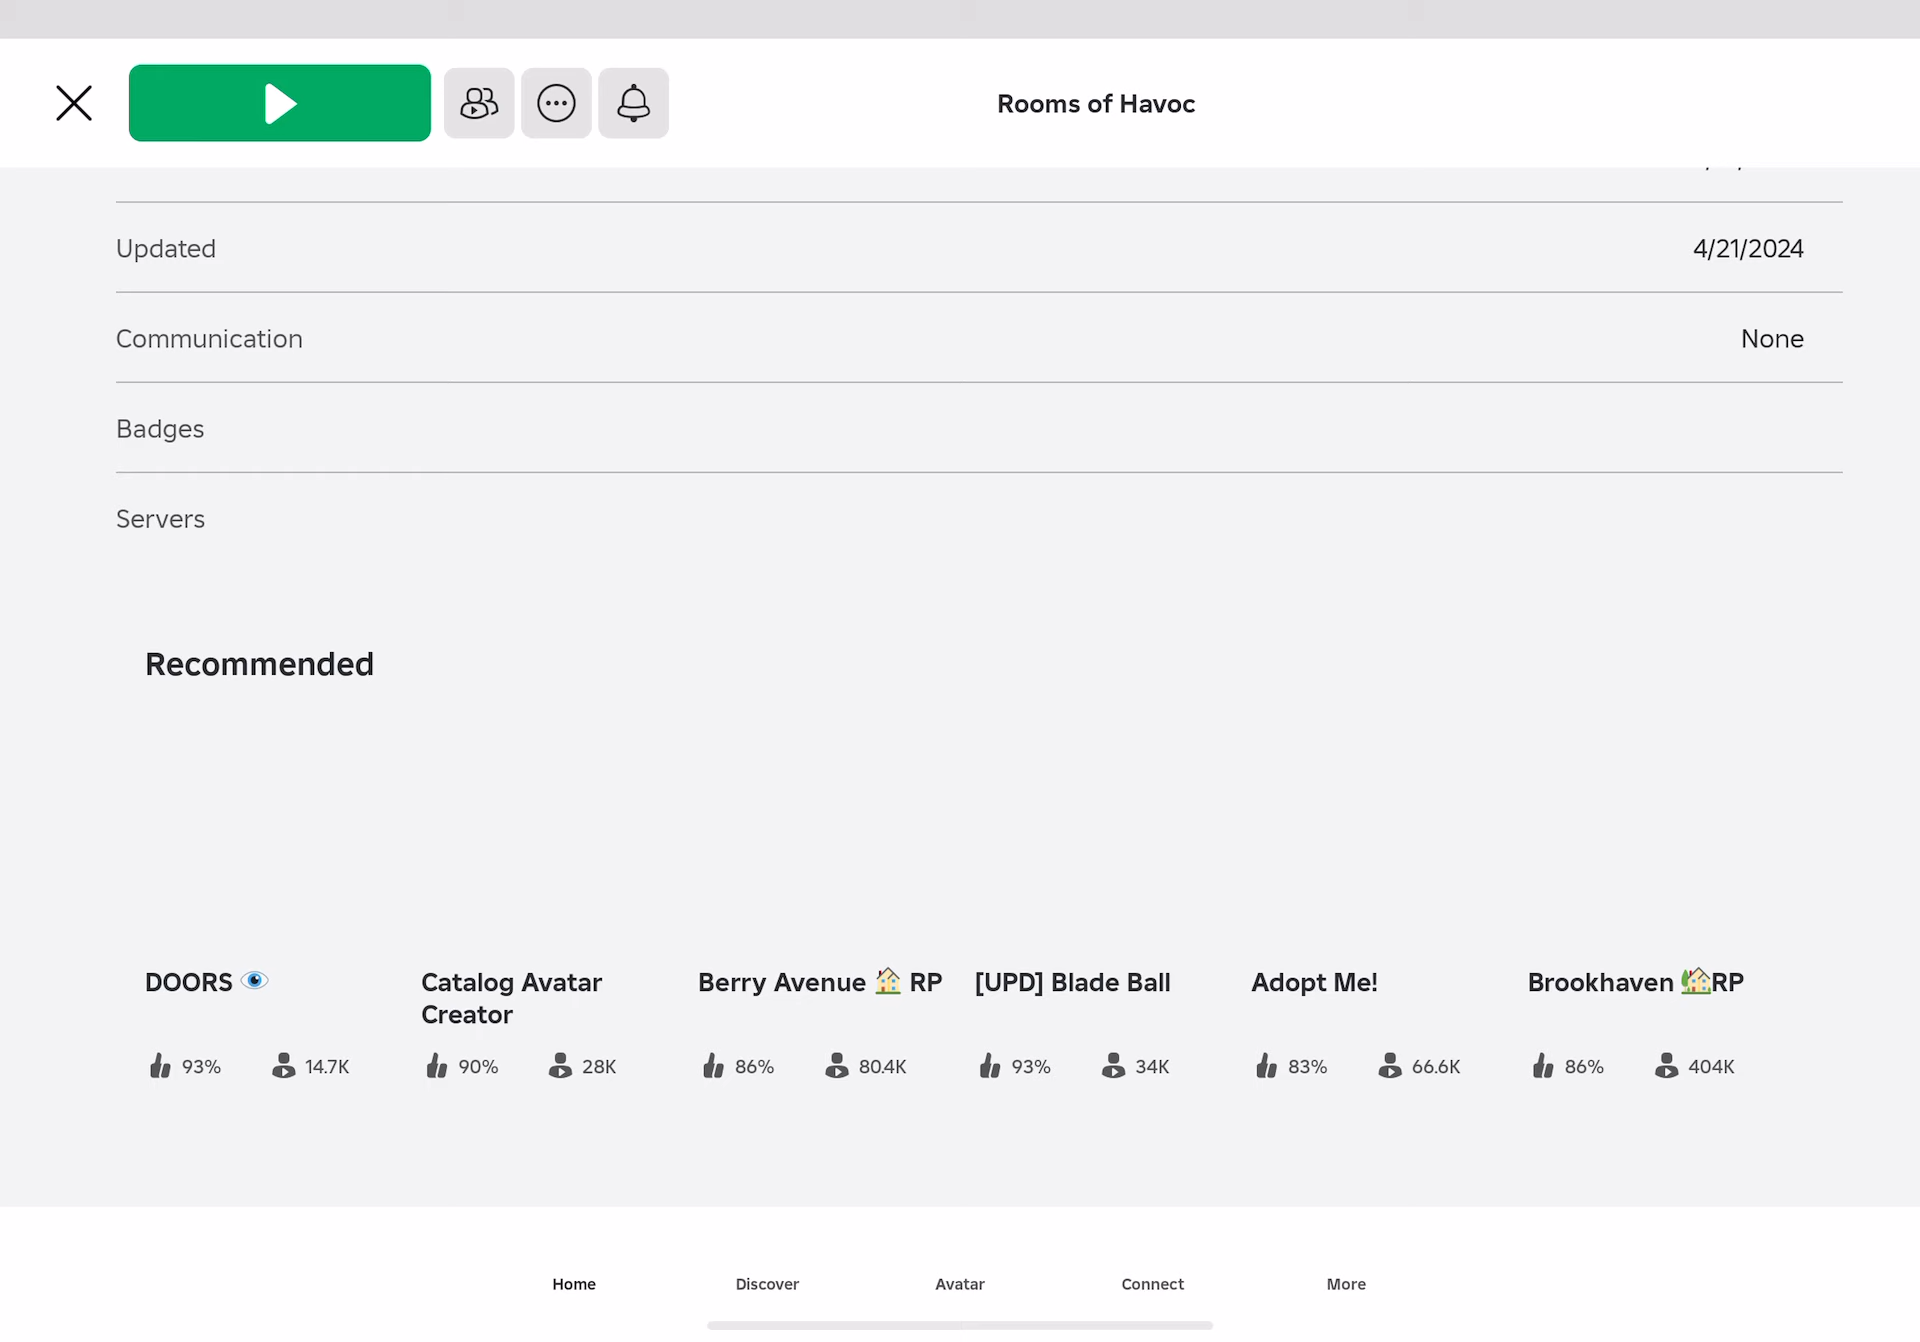 Rooms of Havoc
Updated 4/21/2024
Communication None
Badges
Servers
Recommended
DOORS 👁️
Catalog Avatar Creator
Berry Avenue 🏠 RP
[UPD] Blade Ball
Adopt Me!
Brookhaven 🏡RP
93% 14.7K
90% 28K
86% 80.4K
93% 34K
83% 66.6K
86% 404K
Home
Discover
Avatar
Connect
More